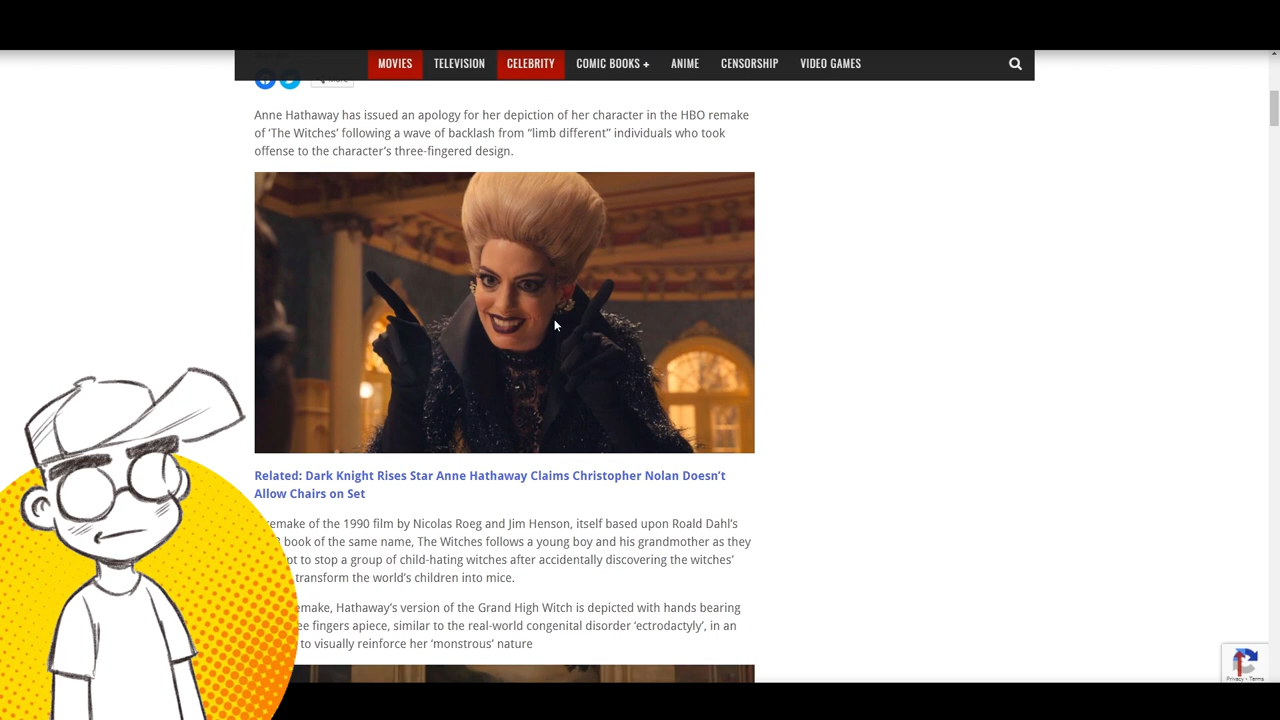 MOVIES TELEVISION CELEBRITY COMIC BOOKS + ANIME CENSORSHIP VIDEO GAMES
Anne Hathaway has issued an apology for her depiction of her character in the HBO remake
of ‘The Witches’ following a wave of backlash from “limb different” individuals who took
offense to the character’s three-fingered design.
Related: Dark Knight Rises Star Anne Hathaway Claims Christopher Nolan Doesn’t
Allow Chairs on Set
remake of the 1990 film by Nicolas Roeg and Jim Henson, itself based upon Roald Dahl’s
book of the same name, The Witches follows a young boy and his grandmother as they
to stop a group of child-hating witches after accidentally discovering the witches’
transform the world’s children into mice.
Hathaway’s version of the Grand High Witch is depicted with hands bearing
fingers apiece, similar to the real-world congenital disorder ‘ectrodactyly’, in an
to visually reinforce her ‘monstrous’ nature
Privacy - Terms